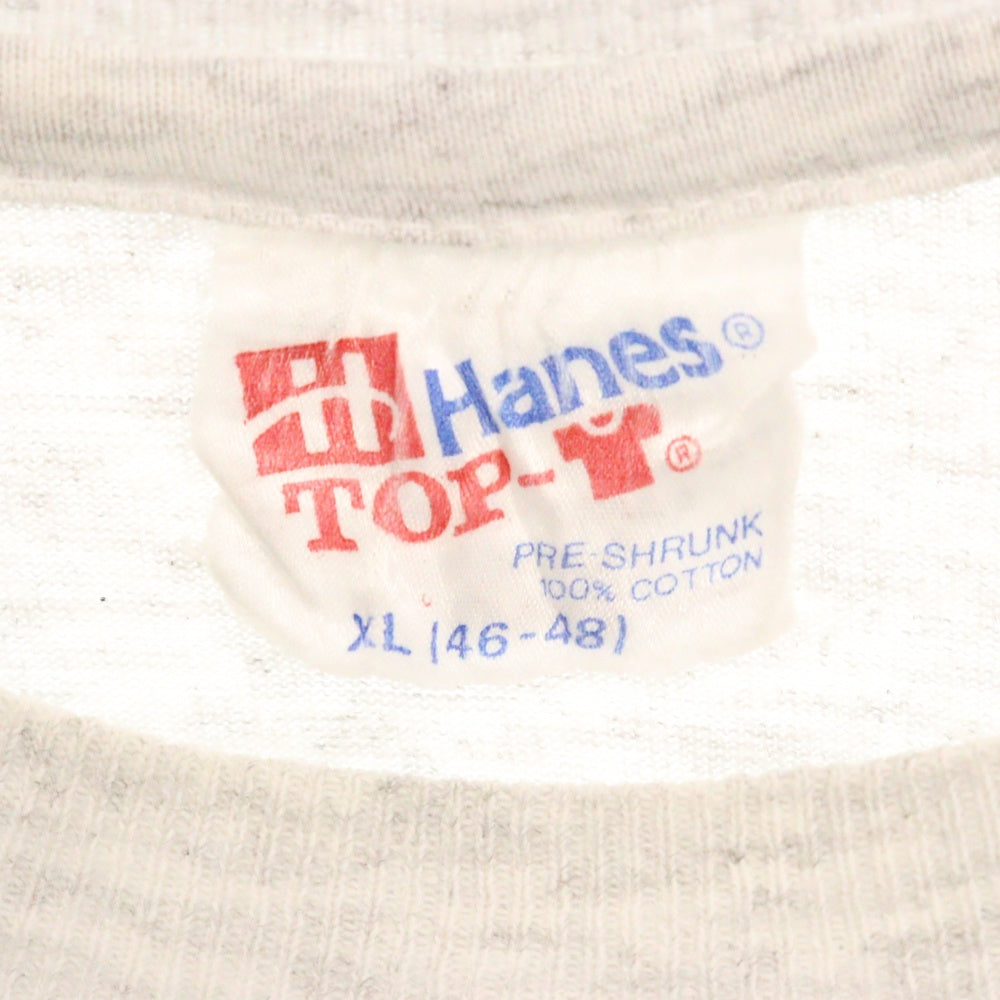 H Hanes®
TOP-®
PRE-SHRUNK
100% COTTON
XL (46-48)